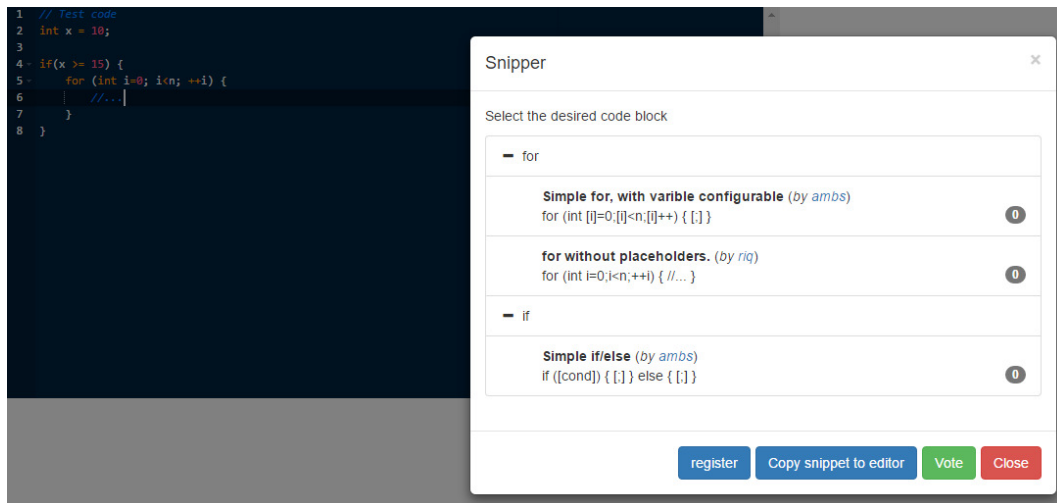 1 // Test code
2 int x = 10;
3
4 if(x >= 15) {
5 for (int i=0; i<n; ++i) {
6 //...
7 }
8 }
Snipper ×
Select the desired code block
for
Simple for, with varible configurable (by ambs)
for (int [i]=0;[i]<n;[i]++) { [;] }
0
for without placeholders. (by riq)
for (int i=0;i<n;++i) { //... }
0
if
Simple if/else (by ambs)
if ([cond]) { [;] } else { [;] }
0
register Copy snippet to editor Vote Close